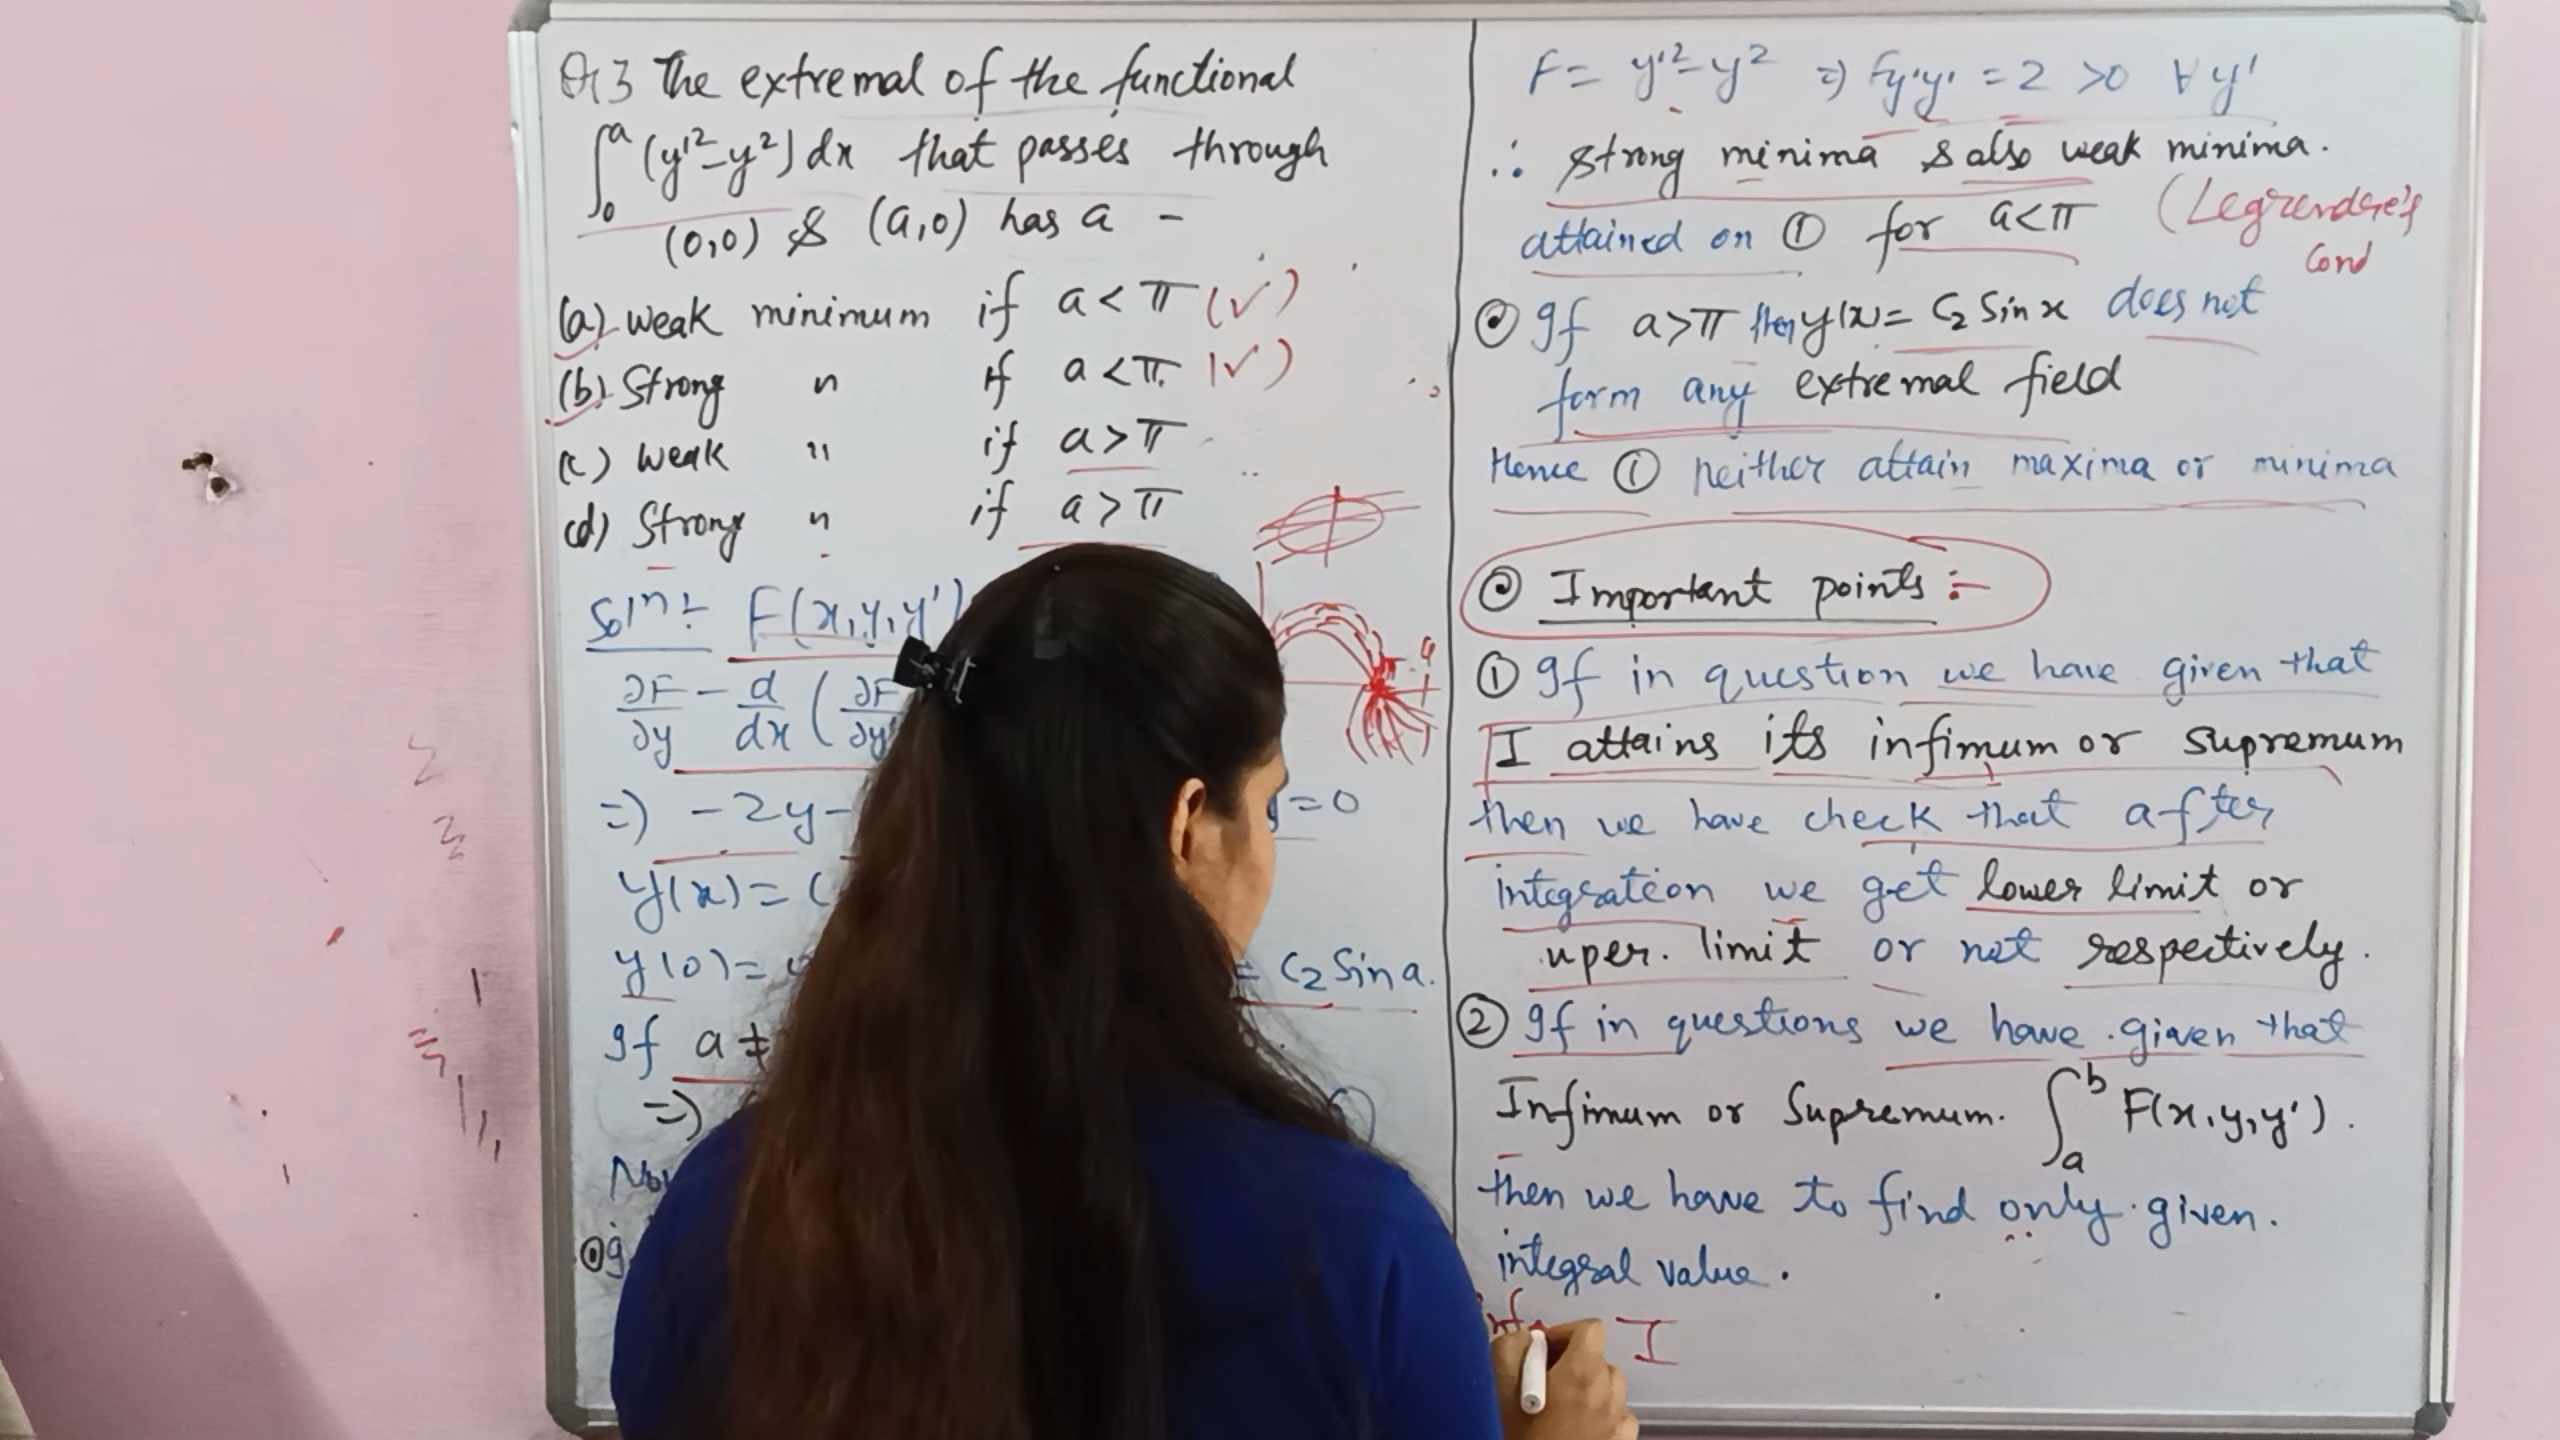 Q.3 The extremal of the functional
∫₀ᵃ (y'²-y²) dx that passes through
(0,0) & (a,0) has a -
(a) weak minimum if a < π (✓)
(b) Strong " if a < π (✓)
(c) weak " if a > π
(d) Strong " if a > π
Solⁿ:- F(x,y,y')
∂F/∂y - d/dx (∂F/∂y'
=) -2y- =0
y(x) = (
y(0) = = C₂ Sin a.
If a ≠
=)
F = y'²-y² =) Fy'y' = 2 >0 ∀ y'
∴ strong minima & also weak minima.
attained on ① for a<π (Legrendre's
Cond
If a>π then y(x) = C₂ Sin x does not
form any extremal field
Hence ① neither attain maxima or minima
Important points :-
① If in question we have given that
I attains its infimum or supremum
then we have check that after
integration we get lower limit or
uper. limit or not respectively.
② If in questions we have given that
Infimum or Supremum. ∫ₐᵇ F(x,y,y').
then we have to find only given.
integral value.
inf I